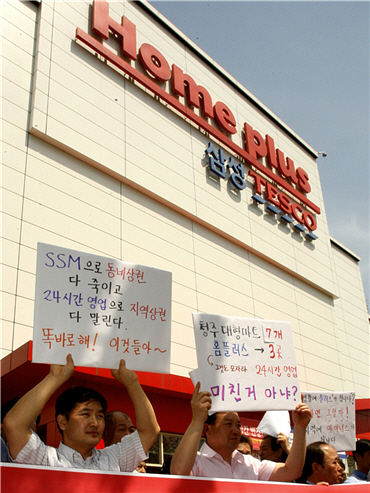 Home plus
삼성 TESCO
SSM으로 동네상권
다 죽이고
24시간 영업으로 지역상권
다 말린다.
똑바로해! 이것들아~
청주 대형마트 7개
홈플러스 → 3곳
24시간 영업
미친거 아냐?